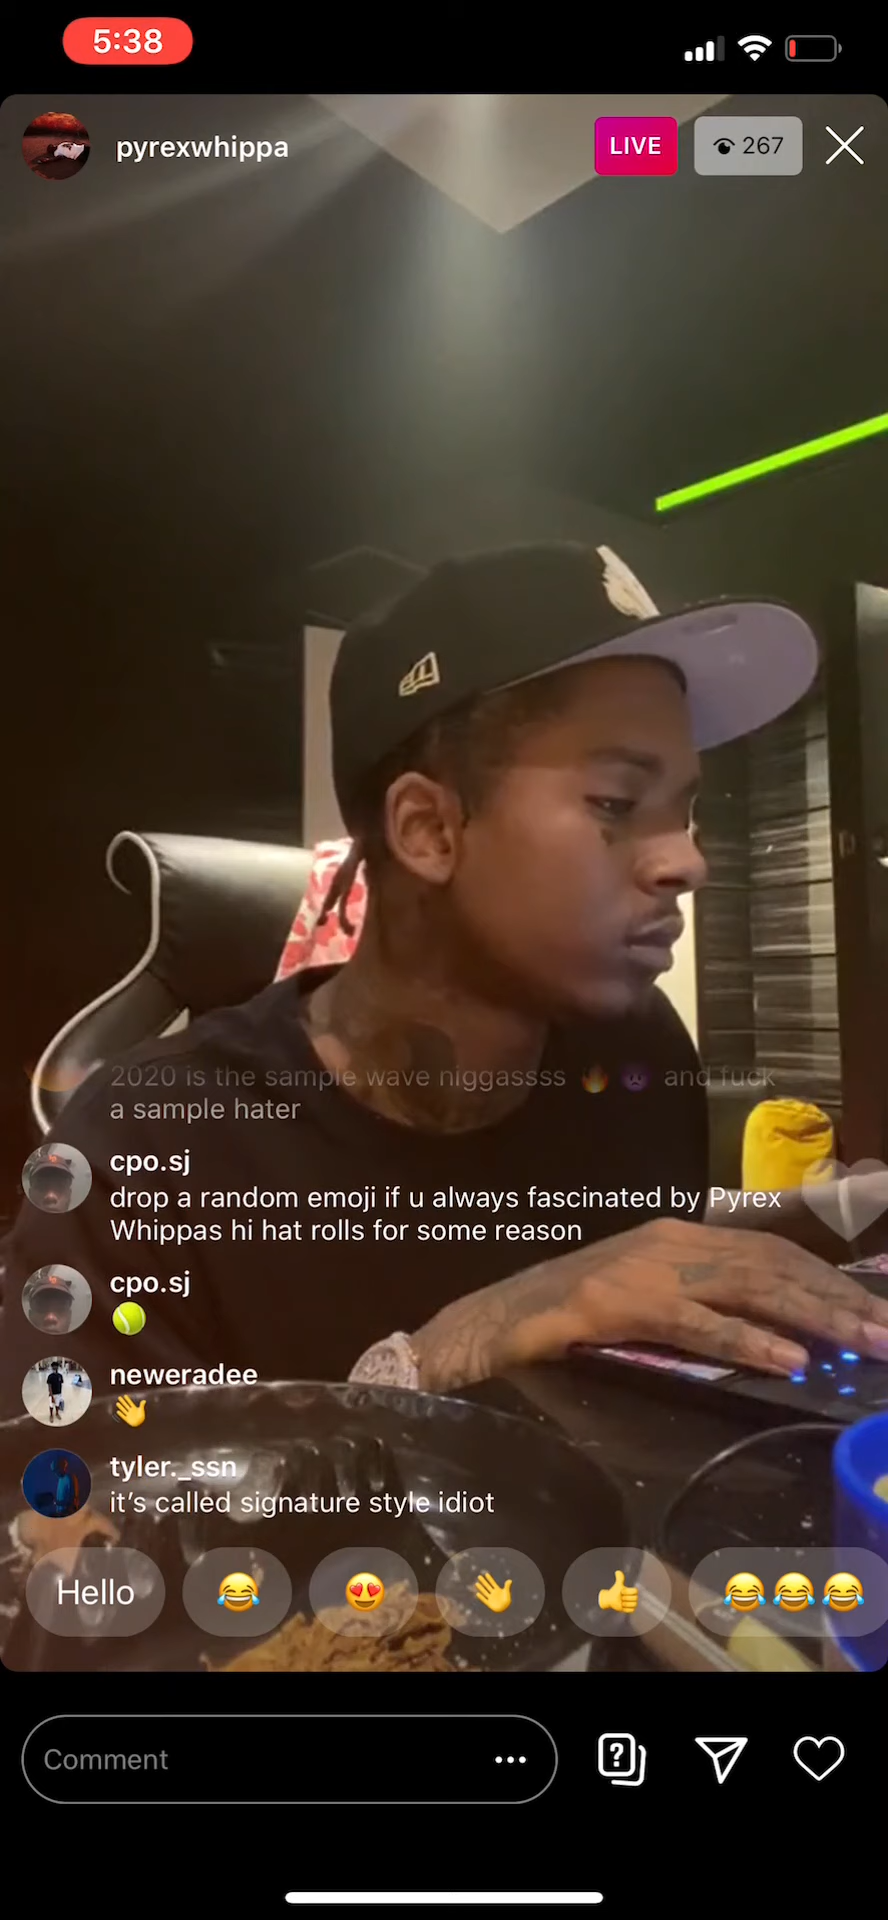 5:38
pyrexwhippa
LIVE
267
2020 is the sample wave niggassss 🔥 👿 and fuck
a sample hater
cpo.sj
drop a random emoji if u always fascinated by Pyrex
Whippas hi hat rolls for some reason
cpo.sj
🎾
neweradee
👋
tyler._ssn
it’s called signature style idiot
Hello 😂 😍 👋 👍 😂😂😂
Comment